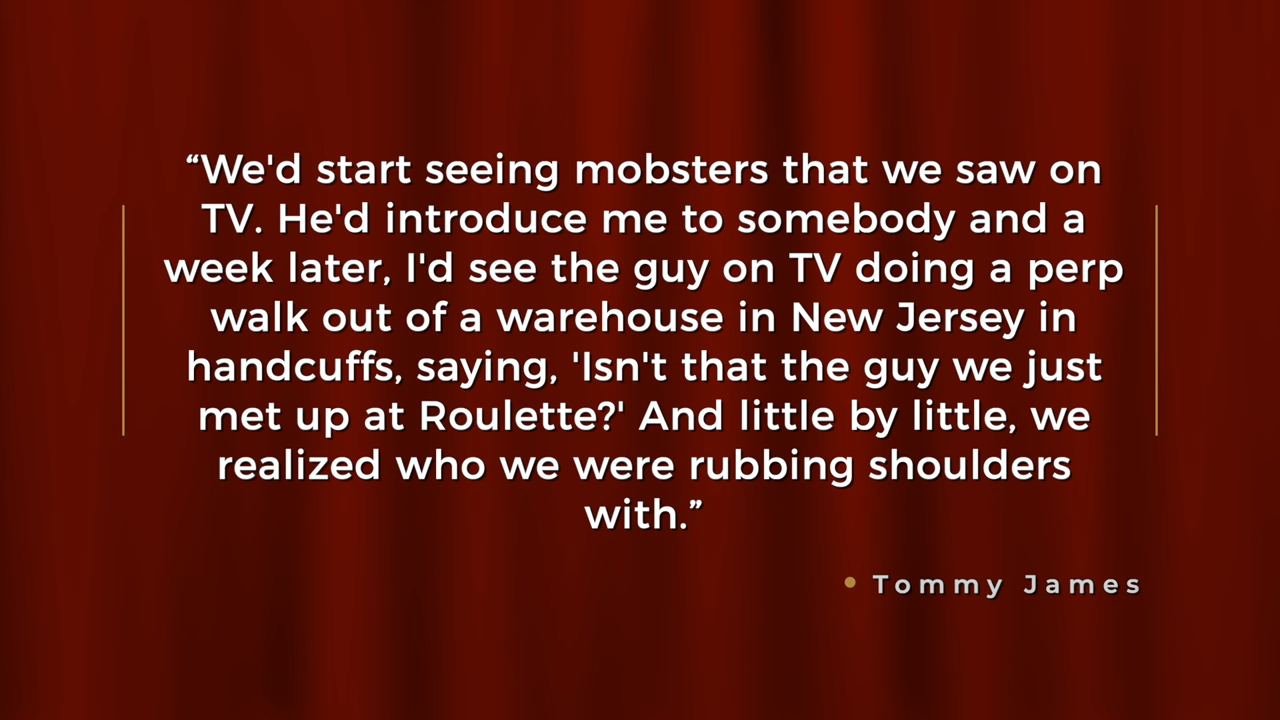 “We'd start seeing mobsters that we saw on
TV. He'd introduce me to somebody and a
week later, I'd see the guy on TV doing a perp
walk out of a warehouse in New Jersey in
handcuffs, saying, 'Isn't that the guy we just
met up at Roulette?' And little by little, we
realized who we were rubbing shoulders
with.”
Tommy James